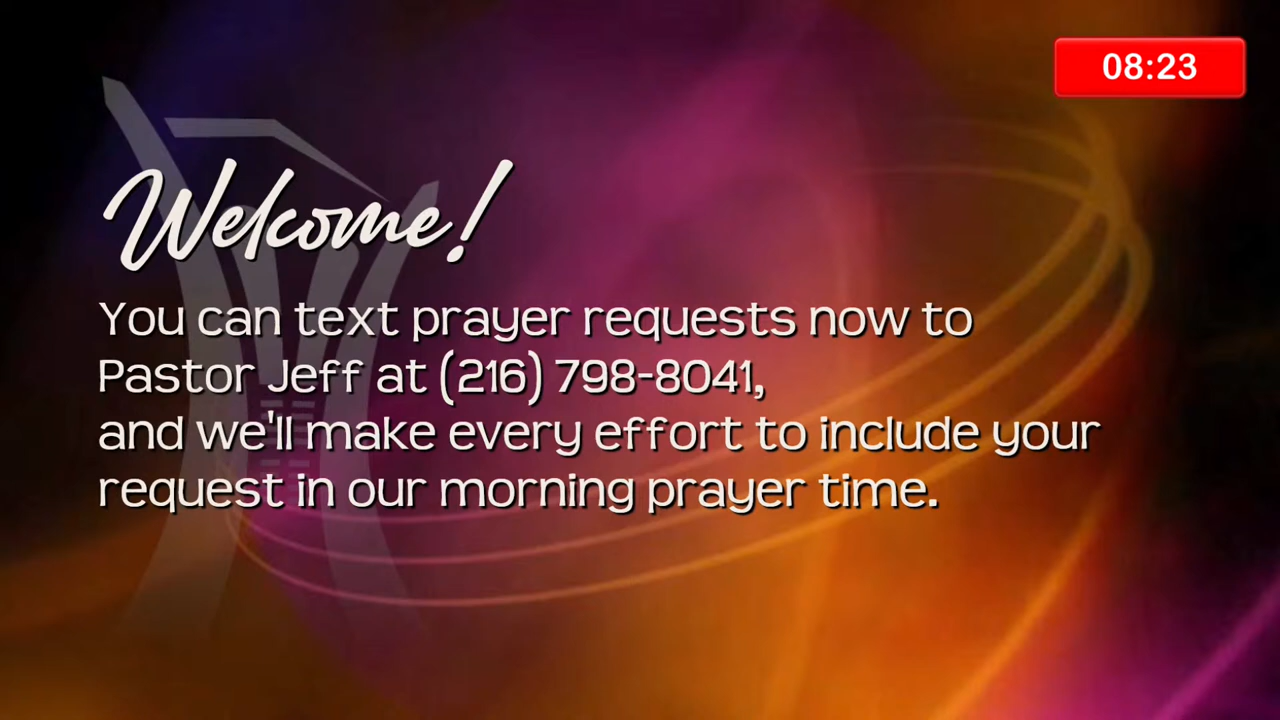 08:23
Welcome!
You can text prayer requests now to
Pastor Jeff at (216) 798-8041,
and we'll make every effort to include your
request in our morning prayer time.